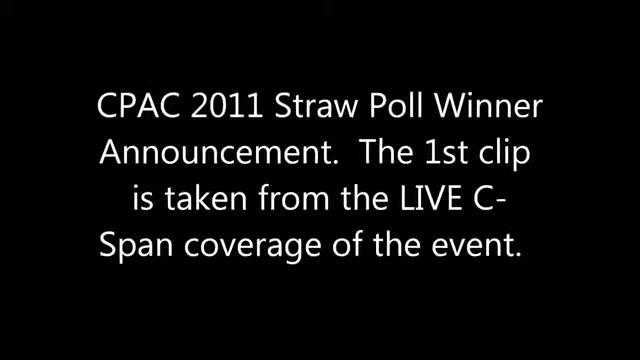 CPAC 2011 Straw Poll Winner
Announcement.  The 1st clip
is taken from the LIVE C-
Span coverage of the event.